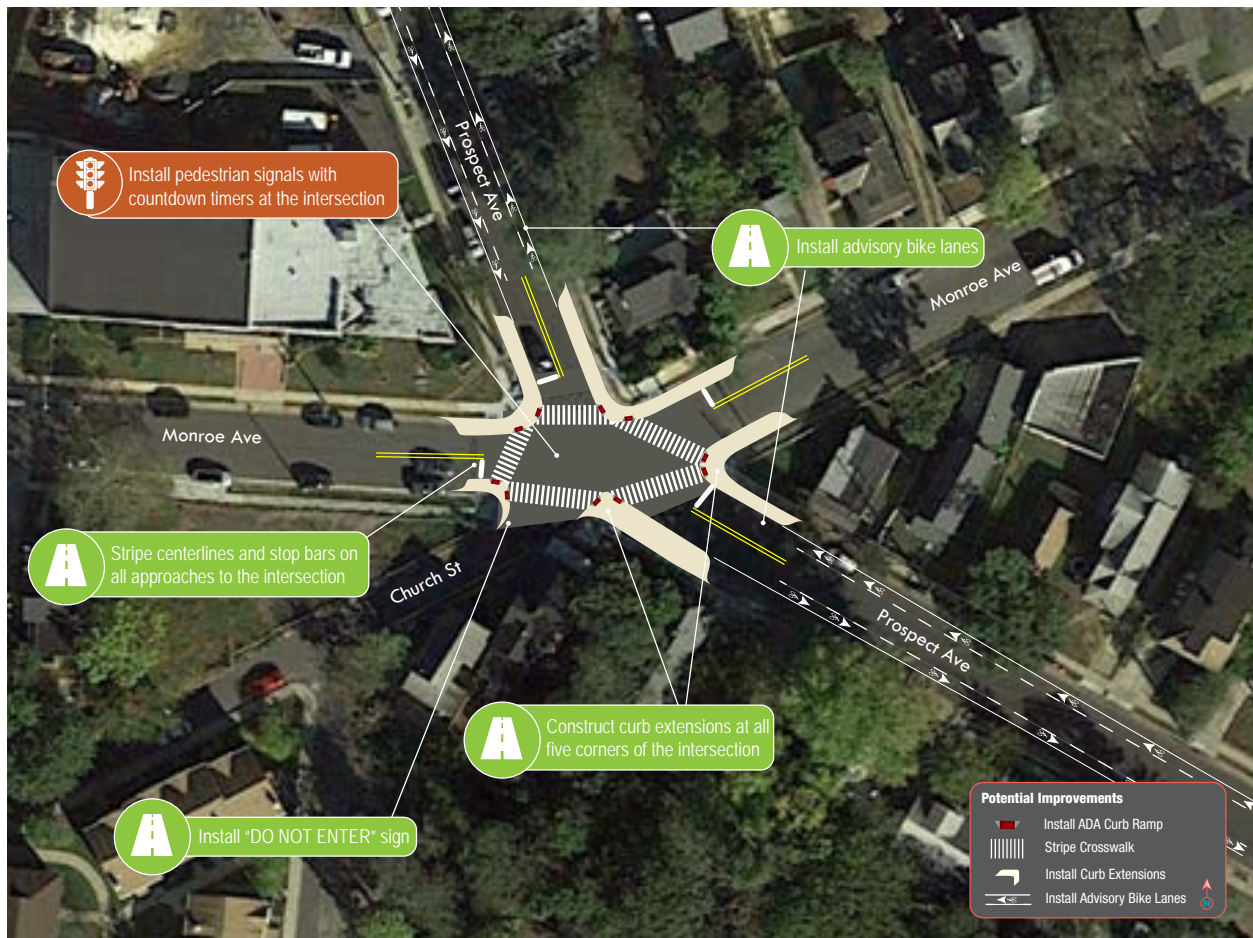 Prospect Ave
Install pedestrian signals with
countdown timers at the intersection
Install advisory bike lanes
Monroe Ave
Monroe Ave
Stripe centerlines and stop bars on
all approaches to the intersection
Church St
Prospect Ave
Construct curb extensions at all
five corners of the intersection
Install “DO NOT ENTER” sign
Potential Improvements
Install ADA Curb Ramp
Stripe Crosswalk
Install Curb Extensions
Install Advisory Bike Lanes
N